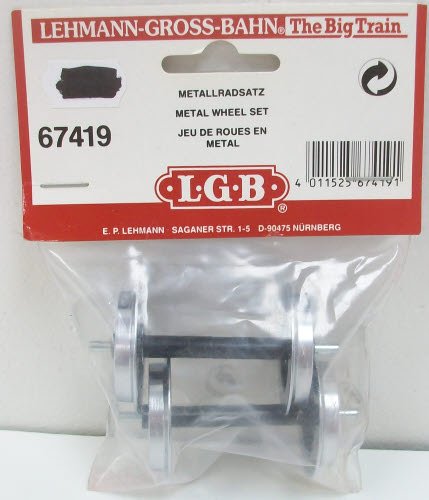 LEHMANN-GROSS-BAHN® The Big Train
METALLRADSATZ
METAL WHEEL SET
JEU DE ROUES EN
METAL
67419
L·G·B
®
4 011525 674191
E. P. LEHMANN SAGANER STR. 1-5 D-90475 NÜRNBERG